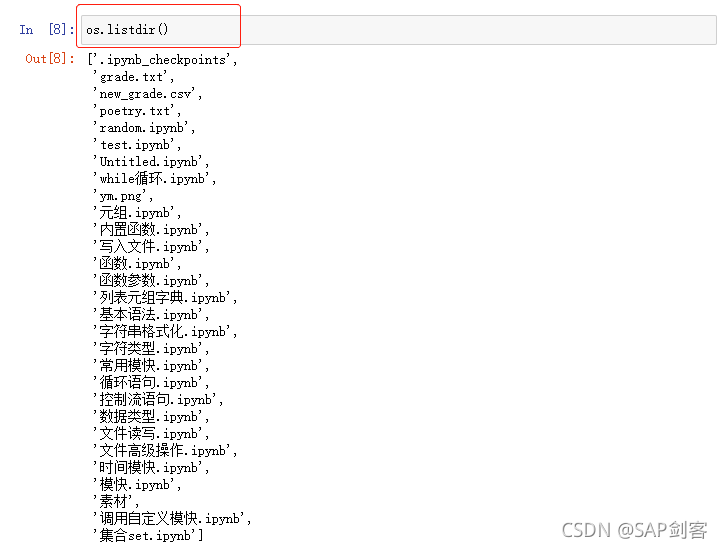 In [8]: os.listdir()
Out[8]: ['.ipynb_checkpoints',
'grade.txt',
'new_grade.csv',
'poetry.txt',
'random.ipynb',
'test.ipynb',
'Untitled.ipynb',
'while循环.ipynb',
'ym.png',
'元组.ipynb',
'内置函数.ipynb',
'写入文件.ipynb',
'函数.ipynb',
'函数参数.ipynb',
'列表元组字典.ipynb',
'基本语法.ipynb',
'字符串格式化.ipynb',
'字符类型.ipynb',
'常用模快.ipynb',
'循环语句.ipynb',
'控制流语句.ipynb',
'数据类型.ipynb',
'文件读写.ipynb',
'文件高级操作.ipynb',
'时间模快.ipynb',
'模快.ipynb',
'素材',
'调用自定义模快.ipynb',
'集合set.ipynb']
CSDN @SAP剑客